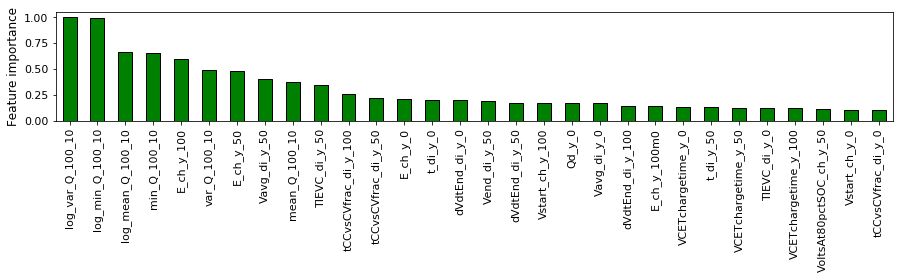 Feature importance
1.00
0.75
0.50
0.25
0.00
log_var_Q_100_10
log_min_Q_100_10
log_mean_Q_100_10
min_Q_100_10
E_ch_y_100
var_Q_100_10
E_ch_y_50
Vavg_di_y_50
mean_Q_100_10
TIEVC_di_y_50
tCCvsCVfrac_di_y_100
tCCvsCVfrac_di_y_50
E_ch_y_0
t_di_y_0
dVdtEnd_di_y_0
Vend_di_y_50
dVdtEnd_di_y_50
Vstart_ch_y_100
Qd_y_0
Vavg_di_y_0
dVdtEnd_di_y_100
E_ch_y_100m0
VCETchargetime_y_0
t_di_y_50
VCETchargetime_y_50
TIEVC_di_y_0
VCETchargetime_y_100
VoltsAt80pctSOC_ch_y_50
Vstart_ch_y_0
tCCvsCVfrac_di_y_0